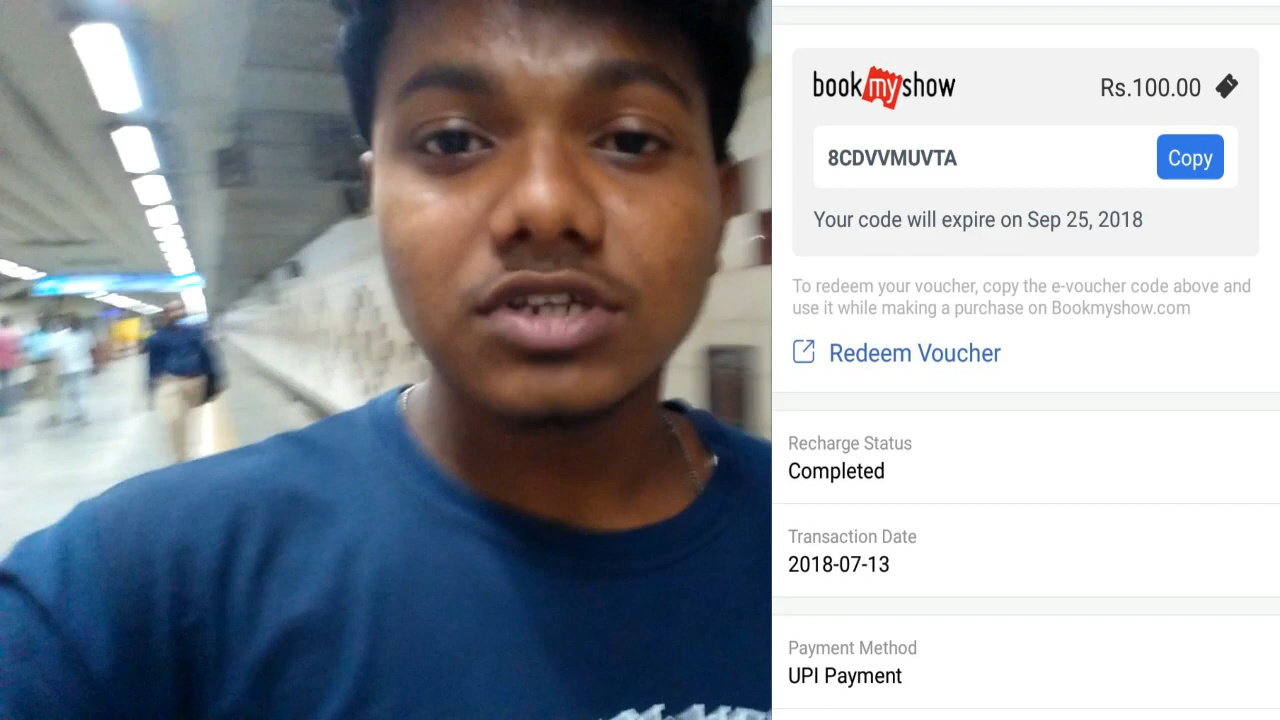 bookmyshow
Rs.100.00
8CDVVMUVTA
Copy
Your code will expire on Sep 25, 2018
To redeem your voucher, copy the e-voucher code above and
use it while making a purchase on Bookmyshow.com
Redeem Voucher
Recharge Status
Completed
Transaction Date
2018-07-13
Payment Method
UPI Payment